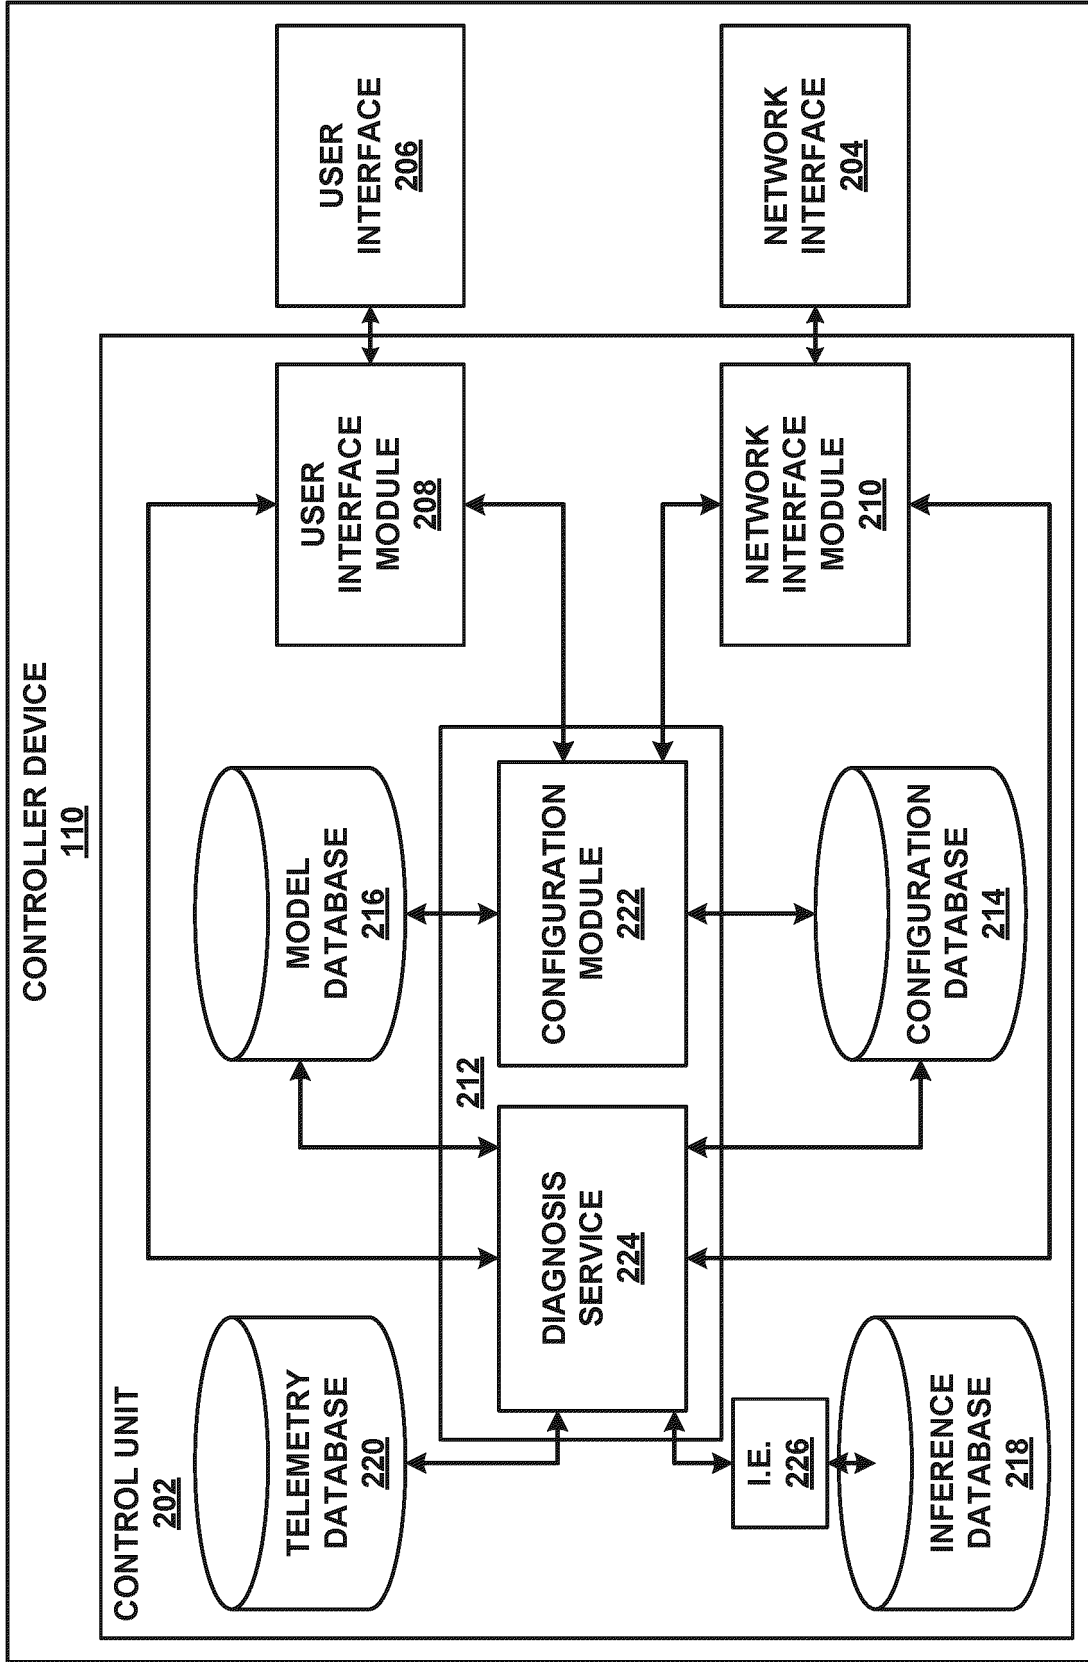 CONTROLLER DEVICE
110
CONTROL UNIT
202
TELEMETRY
DATABASE
220
MODEL
DATABASE
216
USER
INTERFACE
MODULE
208
USER
INTERFACE
206
212
DIAGNOSIS
SERVICE
224
CONFIGURATION
MODULE
222
I.E.
226
INFERENCE
DATABASE
218
CONFIGURATION
DATABASE
214
NETWORK
INTERFACE
MODULE
210
NETWORK
INTERFACE
204